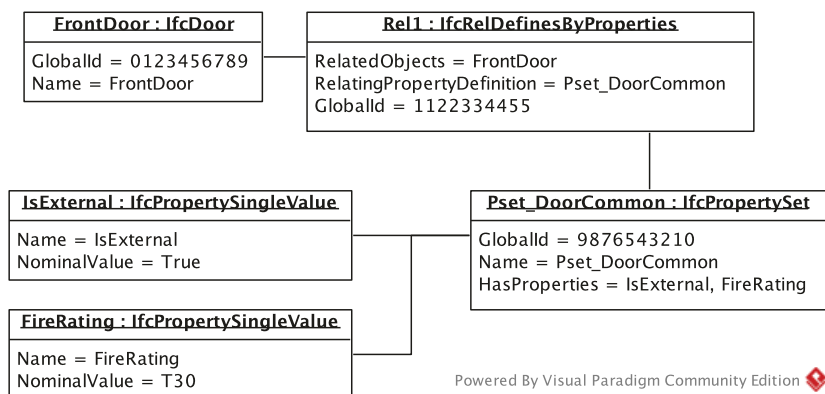 FrontDoor : IfcDoor
GlobalId = 0123456789
Name = FrontDoor
Rel1 : IfcRelDefinesByProperties
RelatedObjects = FrontDoor
RelatingPropertyDefinition = Pset_DoorCommon
GlobalId = 1122334455
IsExternal : IfcPropertySingleValue
Name = IsExternal
NominalValue = True
Pset_DoorCommon : IfcPropertySet
GlobalId = 9876543210
Name = Pset_DoorCommon
HasProperties = IsExternal, FireRating
FireRating : IfcPropertySingleValue
Name = FireRating
NominalValue = T30
Powered By Visual Paradigm Community Edition